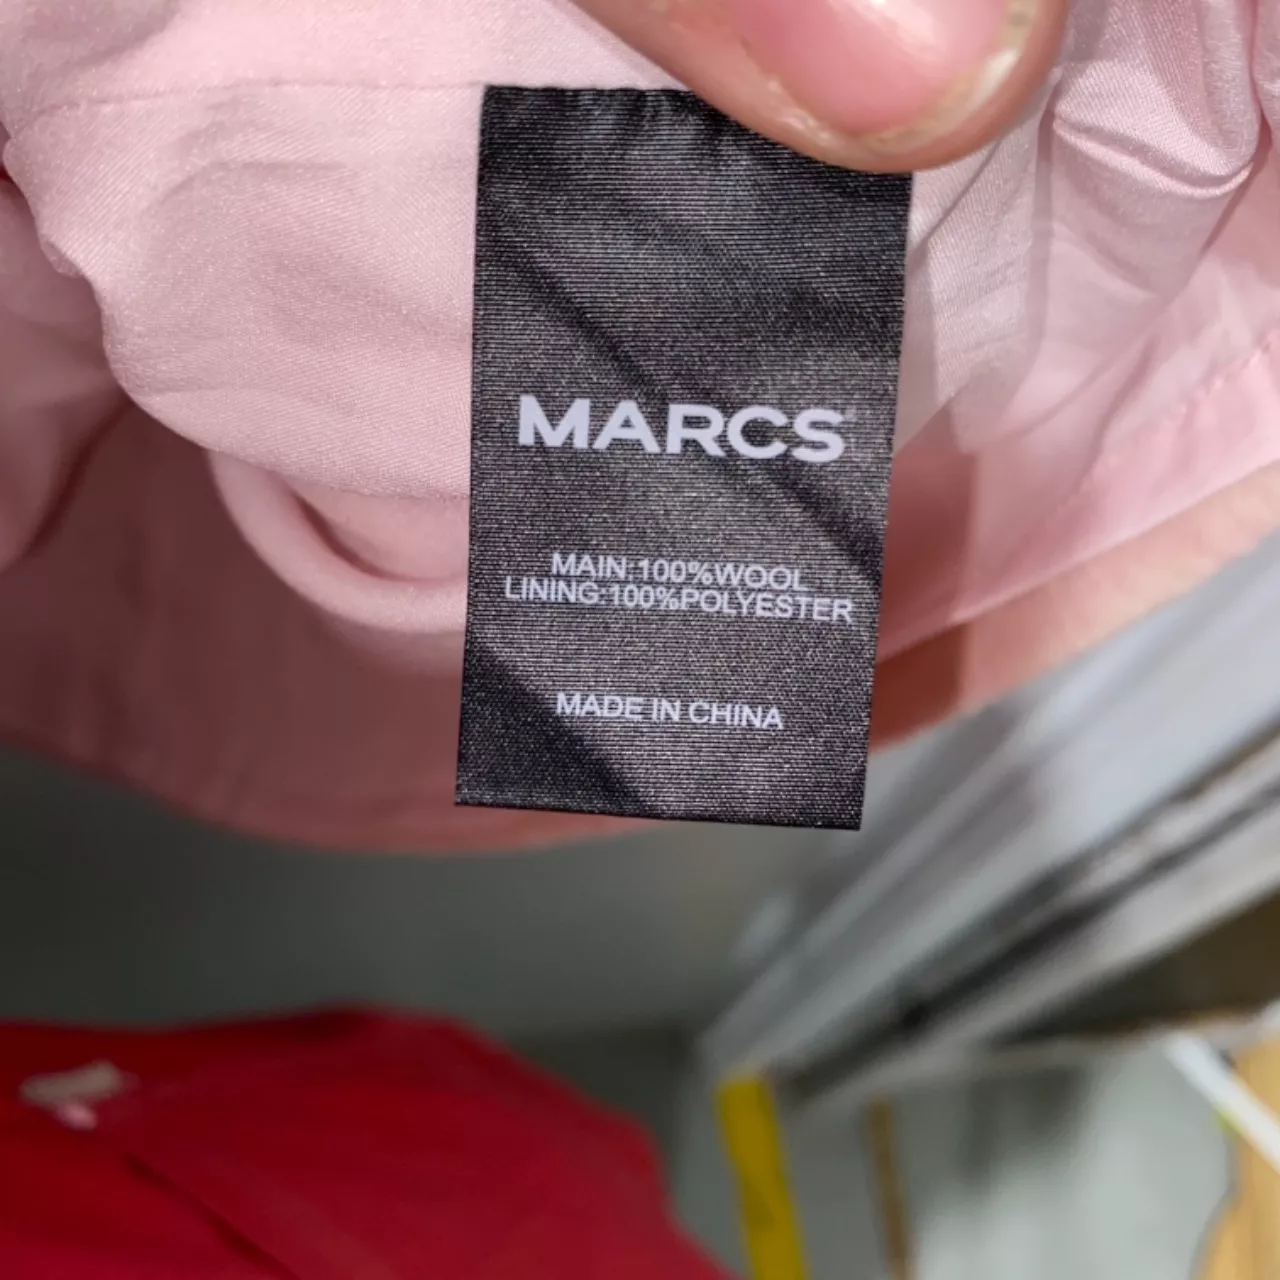 MARCS
MAIN:100%WOOL
LINING:100%POLYESTER
MADE IN CHINA